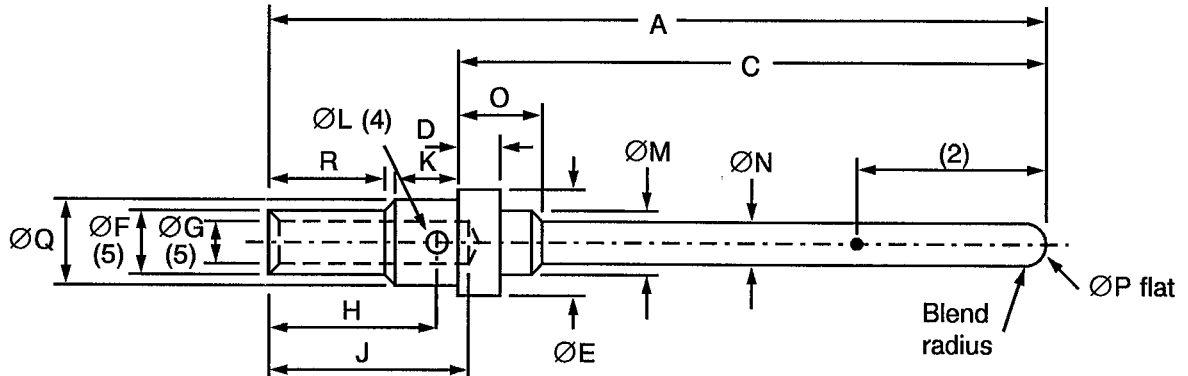 A
C
O
ØL (4)
D
R
K
ØM
ØN
(2)
ØQ
ØF
(5)
ØG
(5)
H
J
ØE
Blend
radius
ØP flat